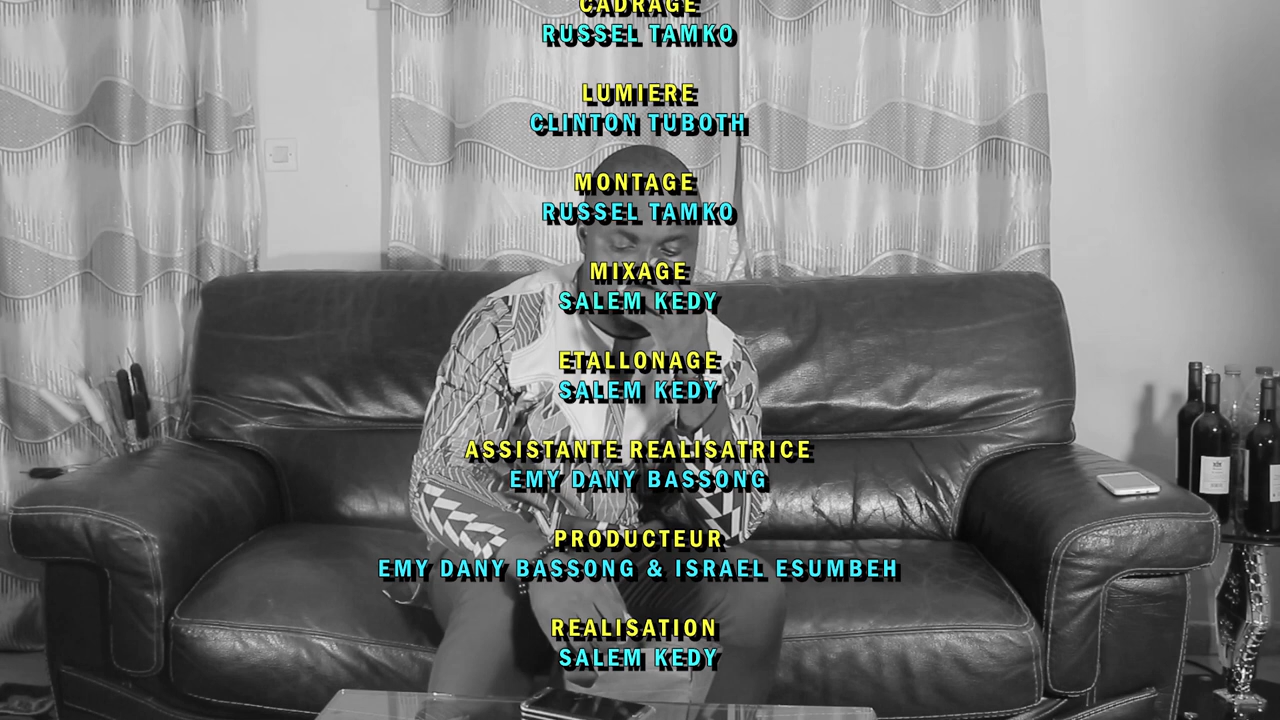 CADRAGE
RUSSEL TAMKO
LUMIERE
CLINTON TUBOTH
MONTAGE
RUSSEL TAMKO
MIXAGE
SALEM KEDY
ETALLONAGE
SALEM KEDY
ASSISTANTE REALISATRICE
EMY DANY BASSONG
PRODUCTEUR
EMY DANY BASSONG & ISRAEL ESUMBEH
REALISATION
SALEM KEDY